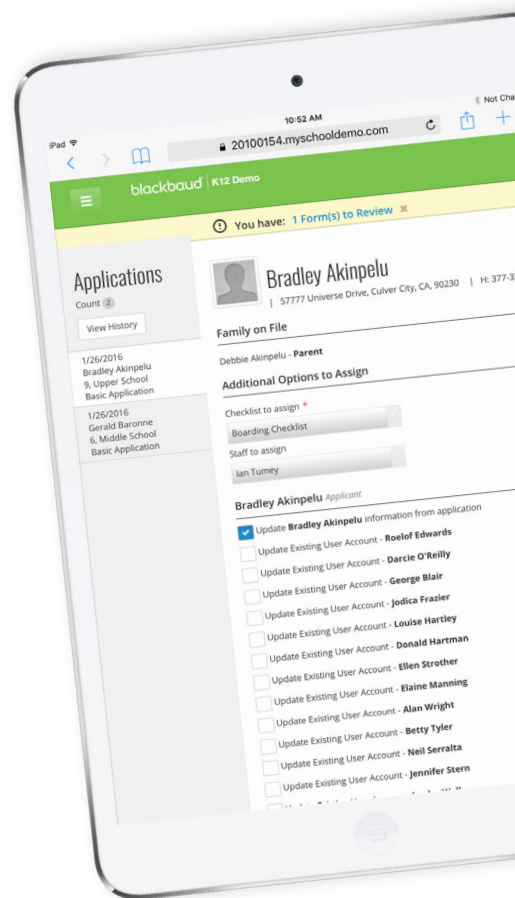 iPad
10:52 AM
Not Cha
20100154.myschooldemo.com
blackbaud K12 Demo
You have: 1 Form(s) to Review
Applications
Count 2
View History
1/26/2016
Bradley Akinpelu
9, Upper School
Basic Application
1/26/2016
Gerald Baronne
6, Middle School
Basic Application
Bradley Akinpelu
| 57777 Universe Drive, Culver City, CA, 90230 | H: 377-3
Family on File
Debbie Akinpelu - Parent
Additional Options to Assign
Checklist to assign *
Boarding Checklist
Staff to assign
Ian Tumey
Bradley Akinpelu Applicant
Update Bradley Akinpelu information from application
Update Existing User Account - Roelof Edwards
Update Existing User Account - Darcie O'Reilly
Update Existing User Account - George Blair
Update Existing User Account - Jodica Frazier
Update Existing User Account - Louise Hartley
Update Existing User Account - Donald Hartman
Update Existing User Account - Ellen Strother
Update Existing User Account - Elaine Manning
Update Existing User Account - Alan Wright
Update Existing User Account - Betty Tyler
Update Existing User Account - Neil Serralta
Update Existing User Account - Jennifer Stern